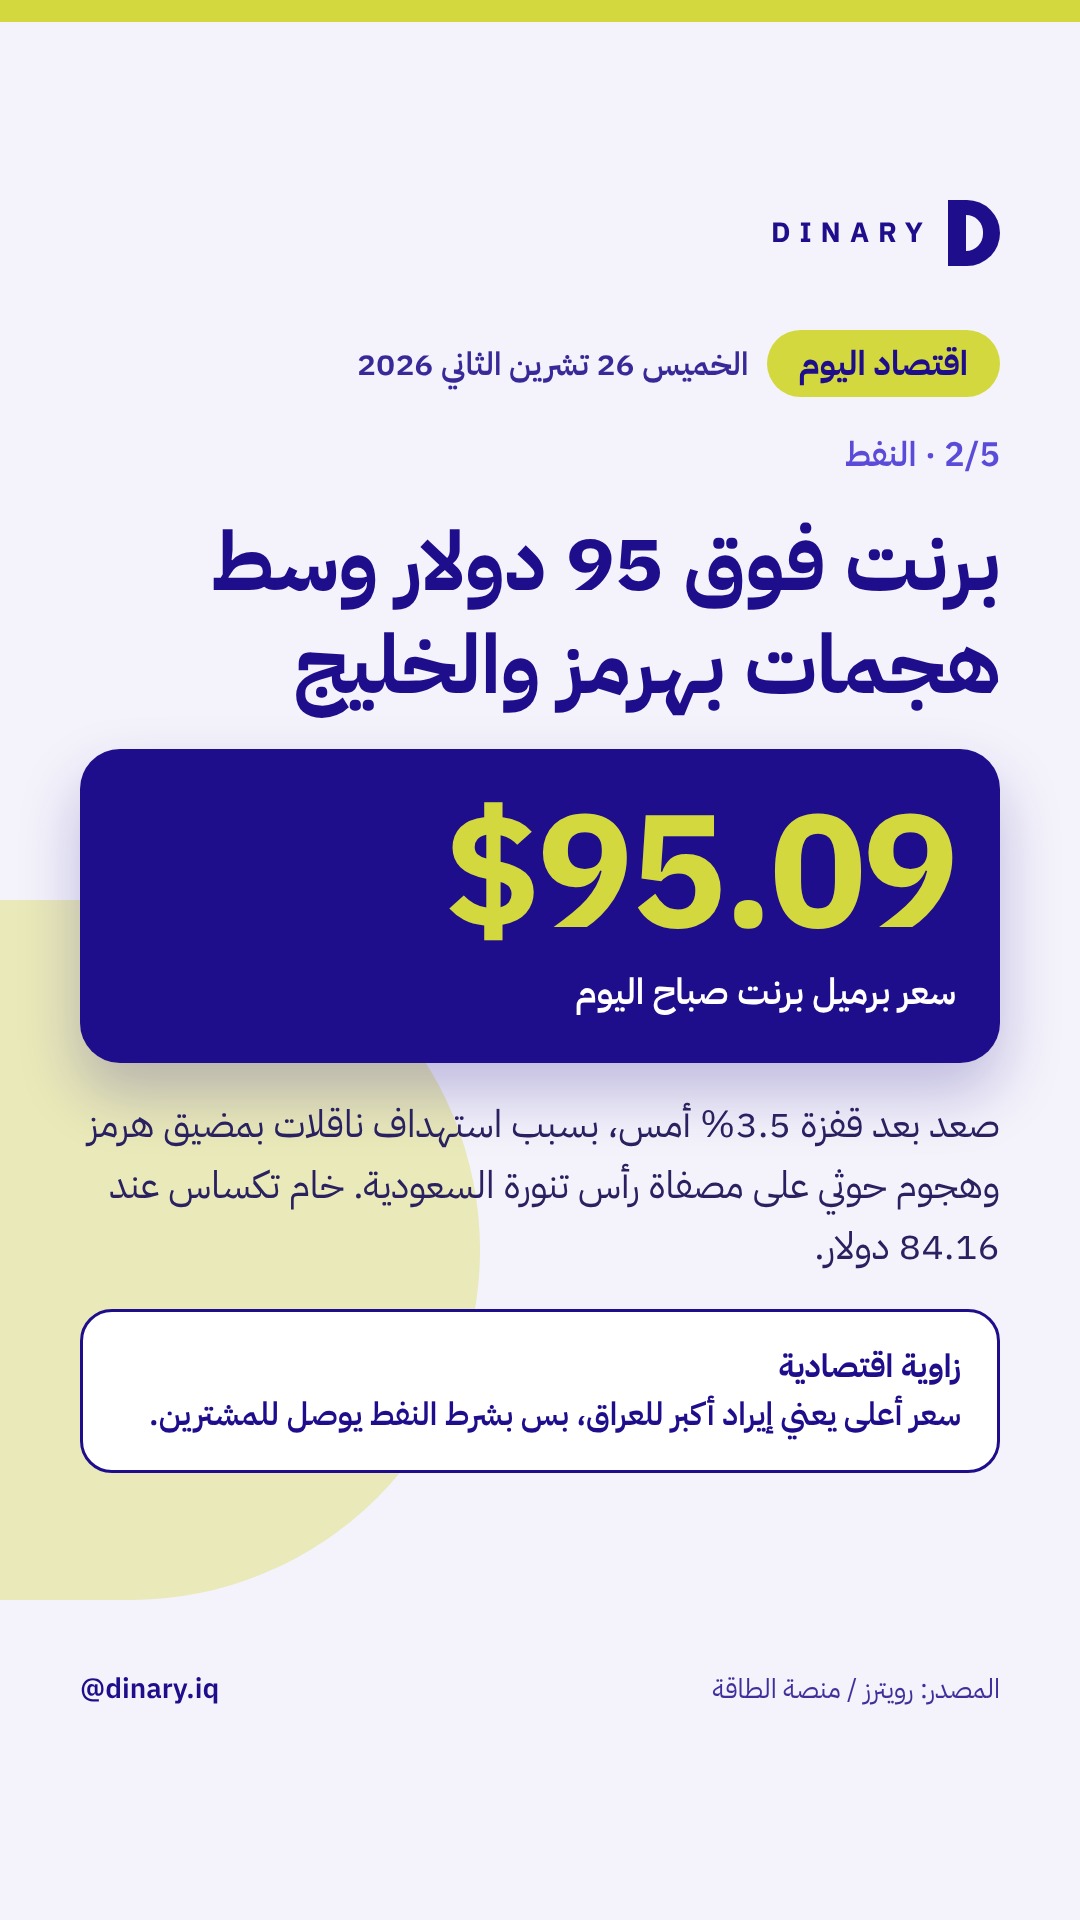 DINARY
اقتصاد اليوم الخميس 26 تشرين الثاني 2026
2/5 · النفط
برنت فوق 95 دولار وسط
هجمات بهرمز والخليج
$95.09
سعر برميل برنت صباح اليوم
صعد بعد قفزة 3.5% أمس، بسبب استهداف ناقلات بمضيق هرمز
وهجوم حوثي على مصفاة رأس تنورة السعودية. خام تكساس عند
84.16 دولار.
زاوية اقتصادية
سعر أعلى يعني إيراد أكبر للعراق، بس بشرط النفط يوصل للمشترين.
المصدر: رويترز / منصة الطاقة
@dinary.iq